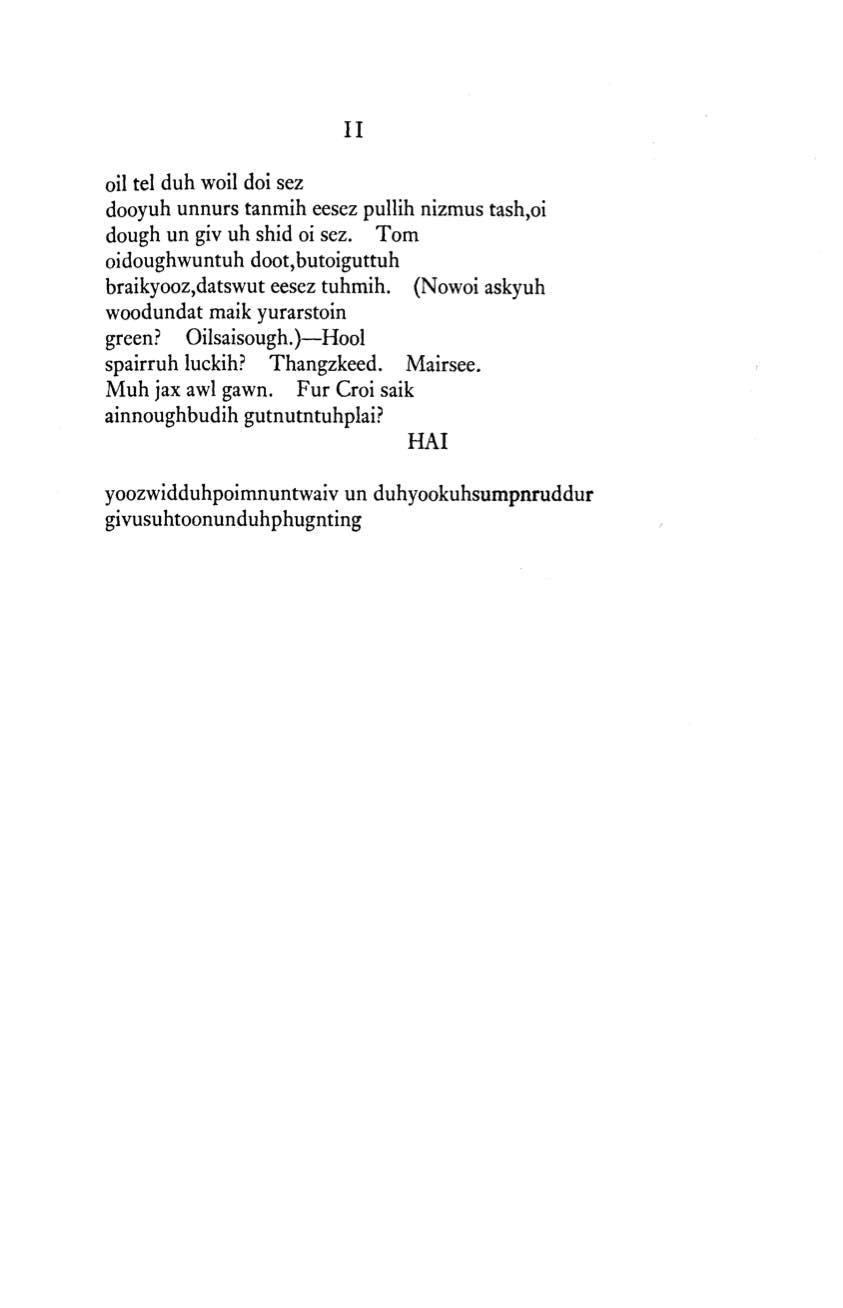 II
oil tel duh woil doi sez
dooyuh unnurs tanmih eesez pullih nizmus tash,oi
dough un giv uh shid oi sez. Tom
oidoughwuntuh doot,butoiguttuh
braikyooz,datswut eesez tuhmih. (Nowoi askyuh
woodundat maik yurarstoin
green? Oilsaisough.)—Hool
spairruh luckih? Thangzkeed. Mairsee.
Muh jax awl gawn. Fur Croi saik
ainnoughbudih gutnutntuhplai?
HAI
yoozwidduhpoimnuntwaiv un duhyookuhsumpnruddur
givusuhtoonunduhphugnting